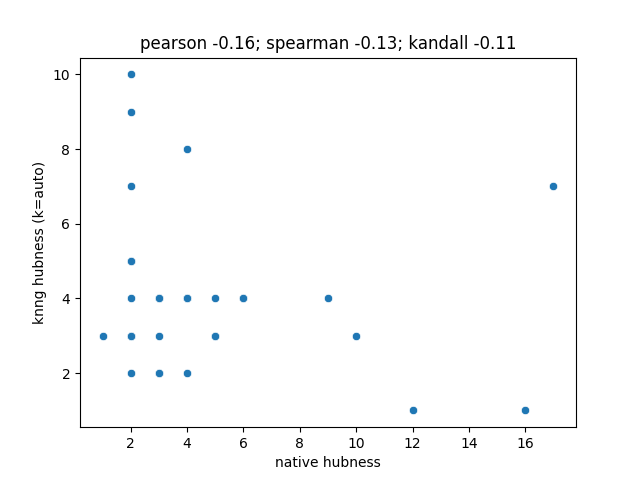 pearson -0.16; spearman -0.13; kandall -0.11
knng hubness (k=auto)
10
8
6
4
2
2 4 6 8 10 12 14 16
native hubness